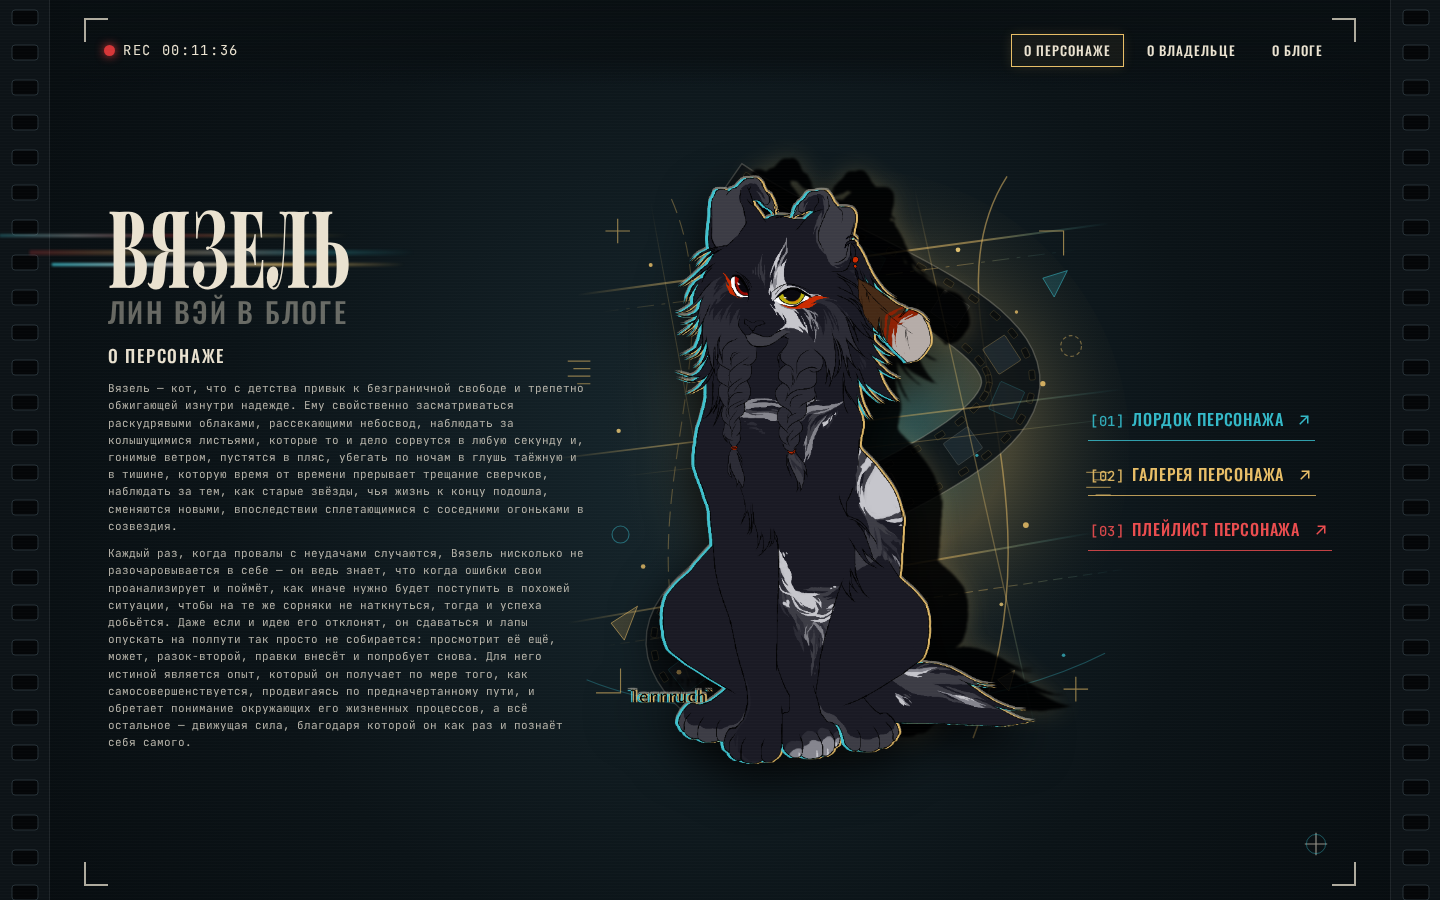 REC 00:11:36
О ПЕРСОНАЖЕ
О ВЛАДЕЛЬЦЕ
О БЛОГЕ
ВЯЗЕЛЬ
ЛИН ВЭЙ В БЛОГЕ
О ПЕРСОНАЖЕ
Вязель — кот, что с детства привык к безграничной свободе и трепетно
обжигающей изнутри надежде. Ему свойственно засматриваться
раскудрявыми облаками, рассекающими небосвод, наблюдать за
колышущимися листьями, которые то и дело сорвутся в любую секунду и,
гонимые ветром, пустятся в пляс, убегать по ночам в глушь таёжную и
в тишине, которую время от времени прерывает трещание сверчков,
наблюдать за тем, как старые звёзды, чья жизнь к концу подошла,
сменяются новыми, впоследствии сплетающимися с соседними огоньками в
созвездия.
Каждый раз, когда провалы с неудачами случаются, Вязель нисколько не
разочаровывается в себе — он ведь знает, что когда ошибки свои
проанализирует и поймёт, как иначе нужно будет поступить в похожей
ситуации, чтобы на те же сорняки не наткнуться, тогда и успеха
добьётся. Даже если и идею его отклонят, он сдаваться и лапы
опускать на полпути так просто не собирается: просмотрит её ещё,
может, разок-второй, правки внесёт и попробует снова. Для него
истиной является опыт, который он получает по мере того, как
самосовершенствуется, продвигаясь по предначертанному пути, и
обретает понимание окружающих его жизненных процессов, а всё
остальное — движущая сила, благодаря которой он как раз и познаёт
себя самого.
[01] ЛОРДОК ПЕРСОНАЖА
[02] ГАЛЕРЕЯ ПЕРСОНАЖА
[03] ПЛЕЙЛИСТ ПЕРСОНАЖА